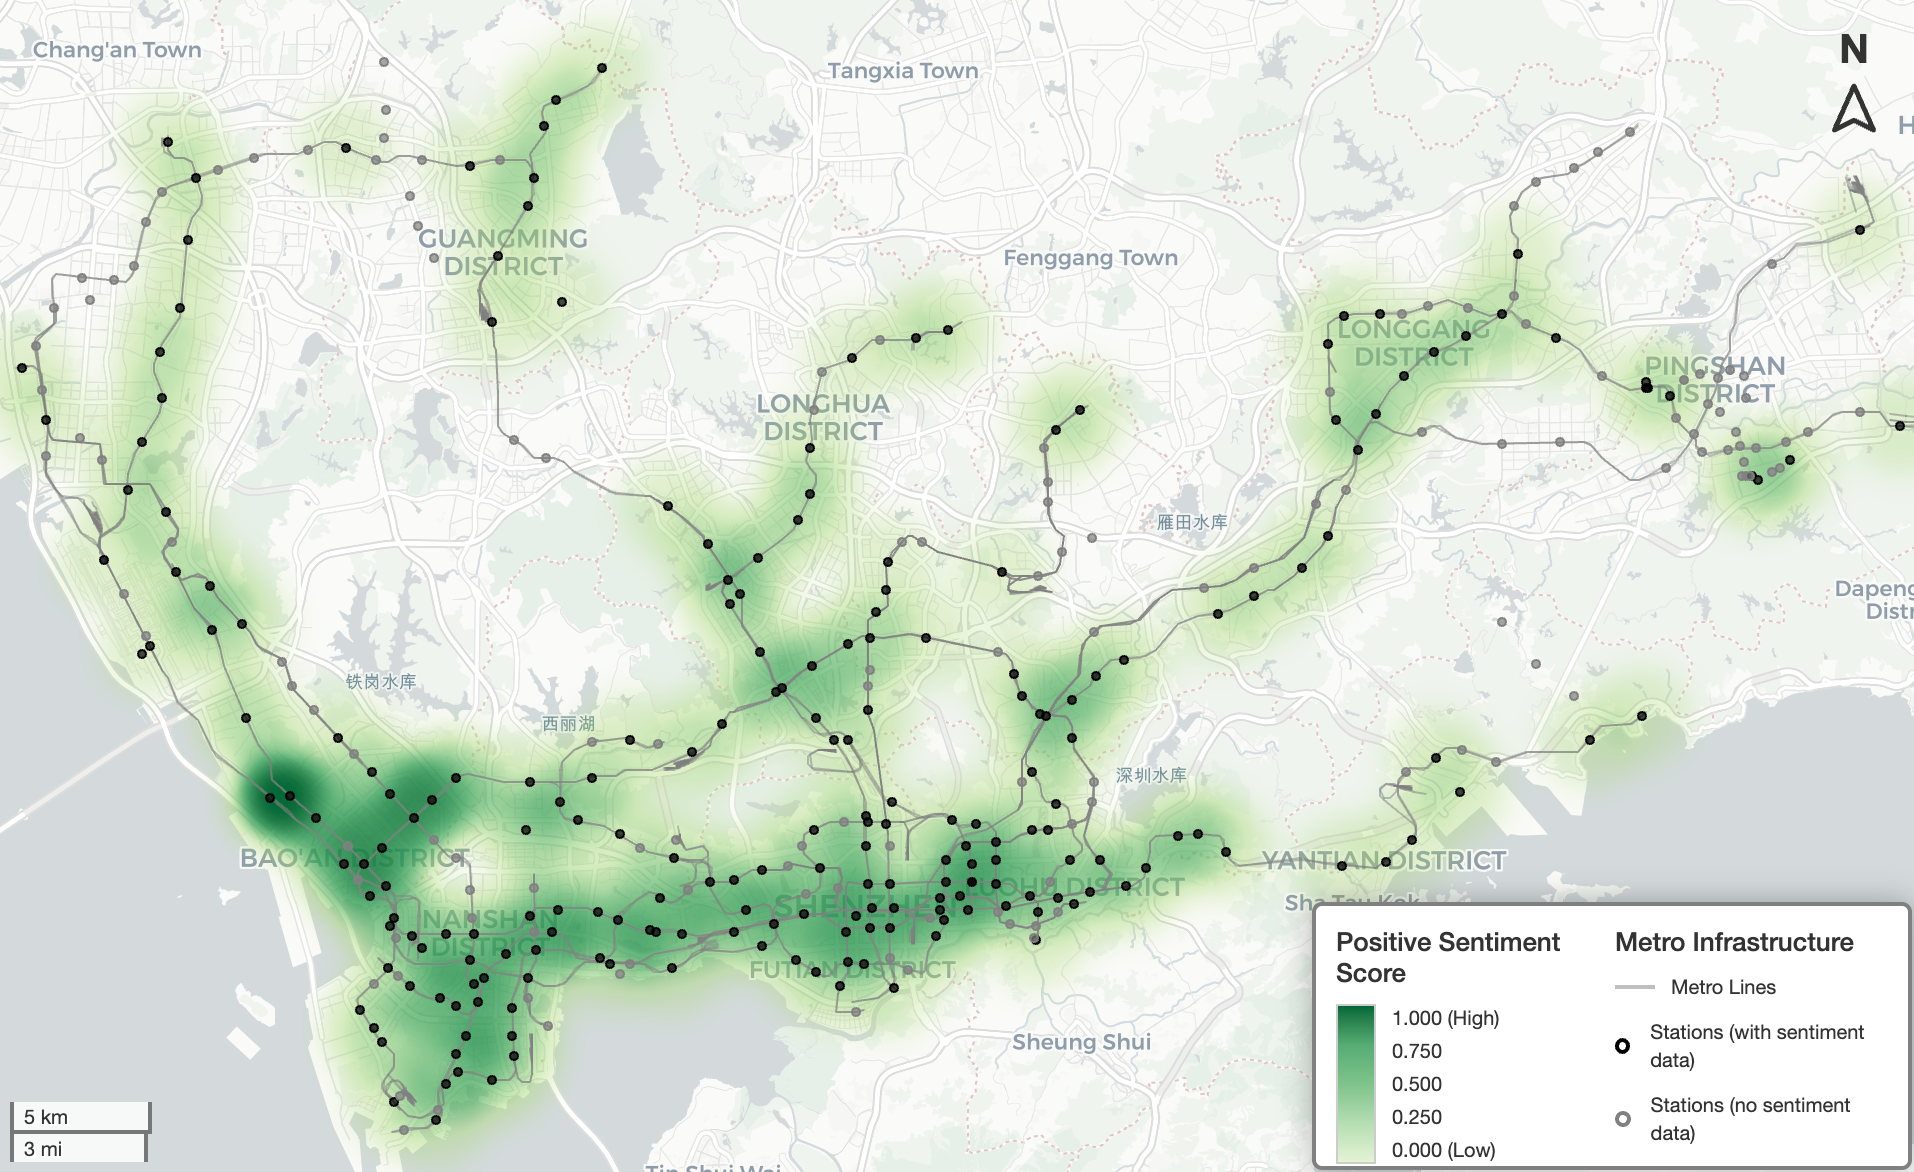 Chang'an Town
Tangxia Town
N
H
GUANGMING
DISTRICT
Fenggang Town
LONGGANG
DISTRICT
PINGSHAN
DISTRICT
LONGHUA
DISTRICT
雁田水库
Dapeng
Distr
铁岗水库
西丽湖
深圳水库
BAO'AN DISTRICT
YANTIAN DISTRICT
LUOHU DISTRICT
SHENZHEN
Sha Tau Kok
NANSHAN
DISTRICT
FUTIAN DISTRICT
Sheung Shui
Tin Shui Wai
5 km
3 mi
Positive Sentiment
Score
1.000 (High)
0.750
0.500
0.250
0.000 (Low)
Metro Infrastructure
Metro Lines
Stations (with sentiment
data)
Stations (no sentiment
data)